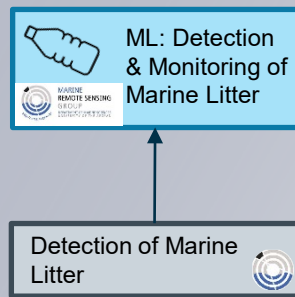 ML: Detection
& Monitoring of
Marine Litter
MARINE
REMOTE SENSING
GROUP
Detection of Marine
Litter